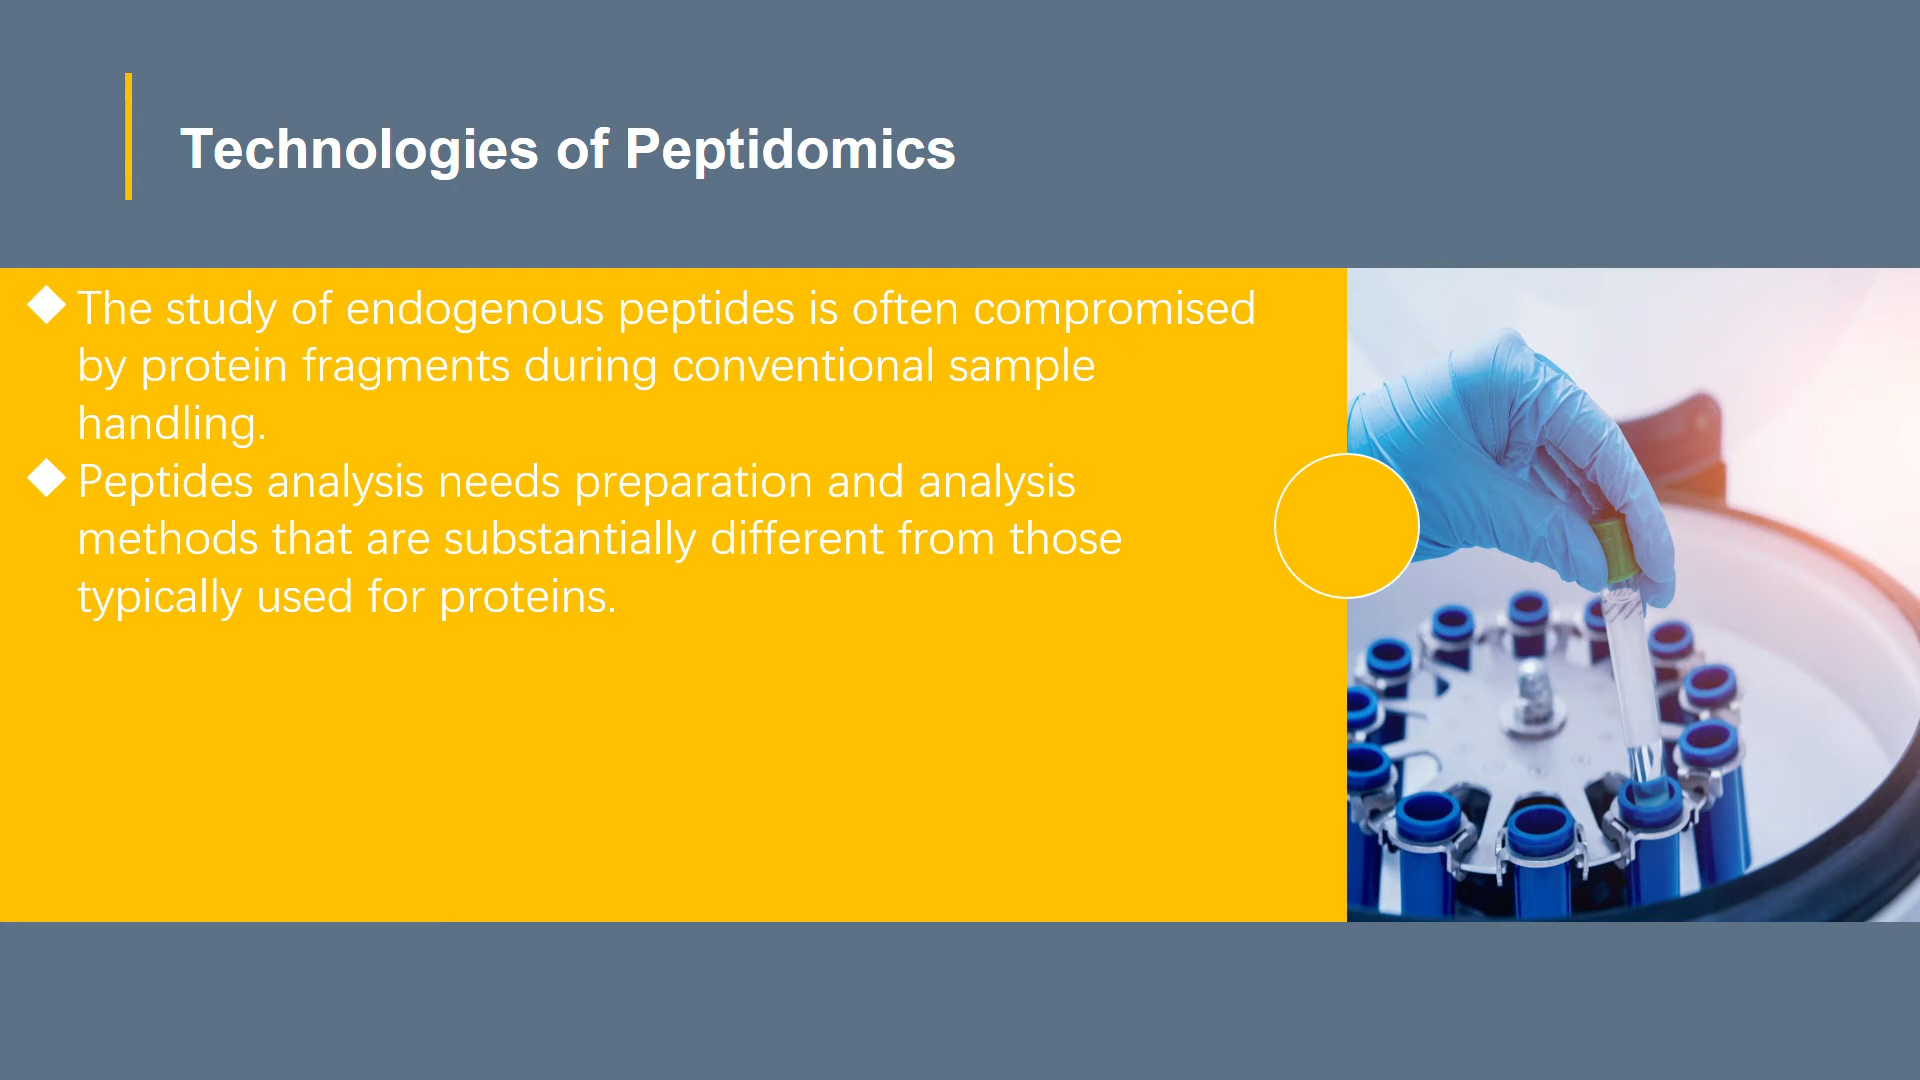 Technologies of Peptidomics
The study of endogenous peptides is often compromised
by protein fragments during conventional sample
handling.
Peptides analysis needs preparation and analysis
methods that are substantially different from those
typically used for proteins.